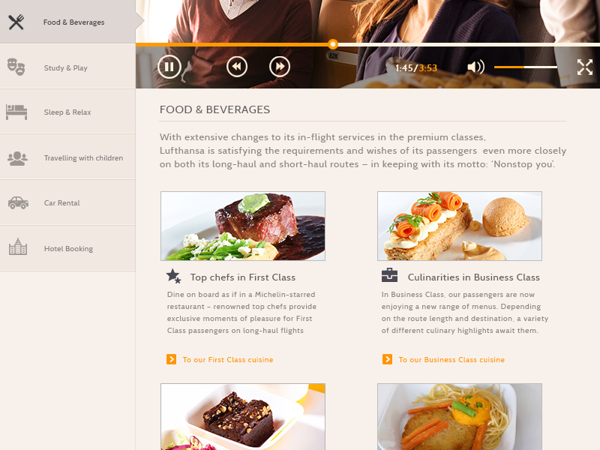 Food & Beverages
Study & Play
Sleep & Relax
Travelling with children
Car Rental
Hotel Booking
1:45/3:53
FOOD & BEVERAGES
With extensive changes to its in-flight services in the premium classes,
Lufthansa is satisfying the requirements and wishes of its passengers even more closely
on both its long-haul and short-haul routes – in keeping with its motto: ‘Nonstop you’.
Top chefs in First Class
Dine on board as if in a Michelin-starred
restaurant – renowned top chefs provide
exclusive moments of pleasure for First
Class passengers on long-haul flights
To our First Class cuisine
Culinarities in Business Class
In Business Class, our passengers are now
enjoying a new range of menus. Depending
on the route length and destination, a variety
of different culinary highlights await them.
To our Business Class cuisine